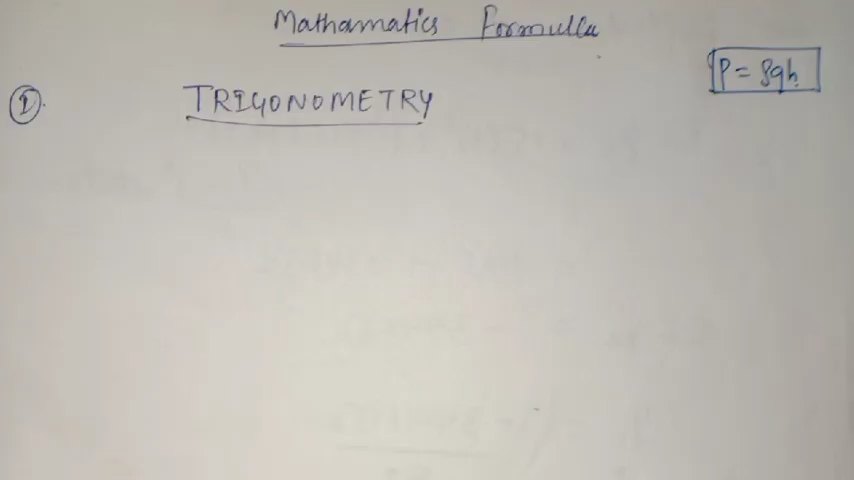 Mathamatics Formulla
P = ρgh
①. TRIGONOMETRY